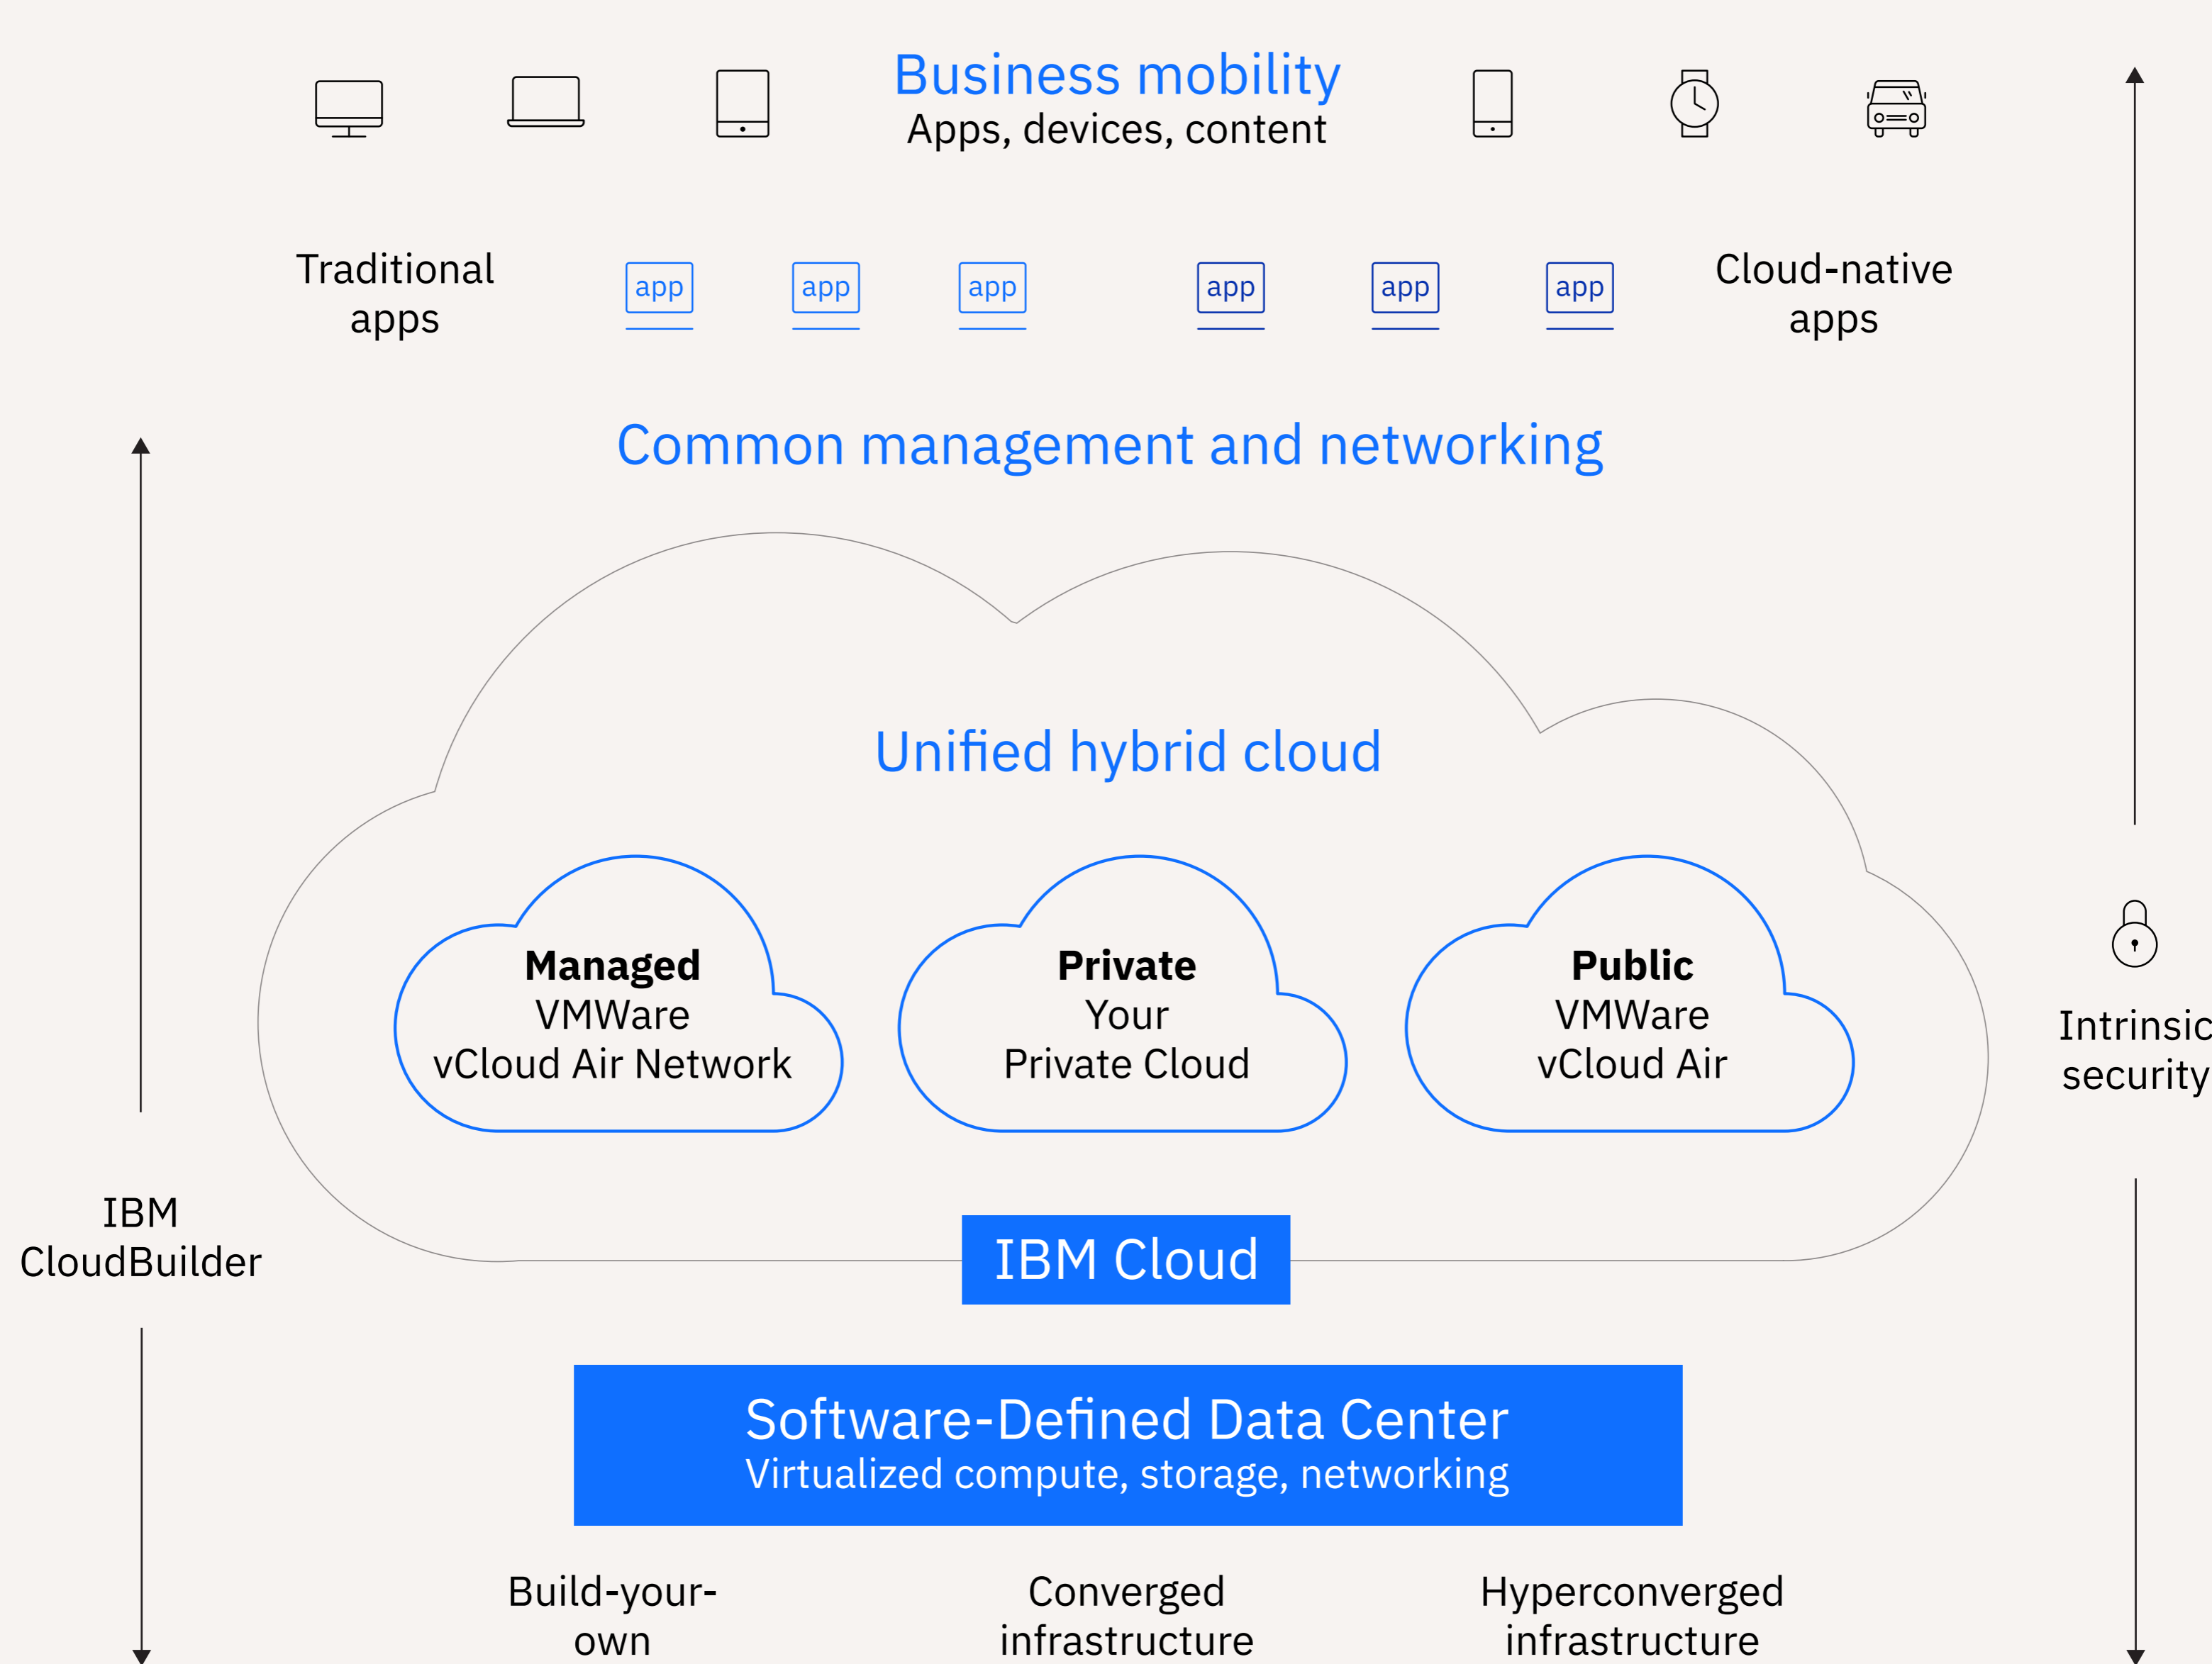 Business mobility
Apps, devices, content
Traditional
apps
app
app
app
app
app
app
Cloud-native
apps
Common management and networking
Unified hybrid cloud
Managed
VMWare
vCloud Air Network
Private
Your
Private Cloud
Public
VMWare
vCloud Air
Intrinsic
security
IBM
CloudBuilder
IBM Cloud
Software-Defined Data Center
Virtualized compute, storage, networking
Build-your-
own
Converged
infrastructure
Hyperconverged
infrastructure